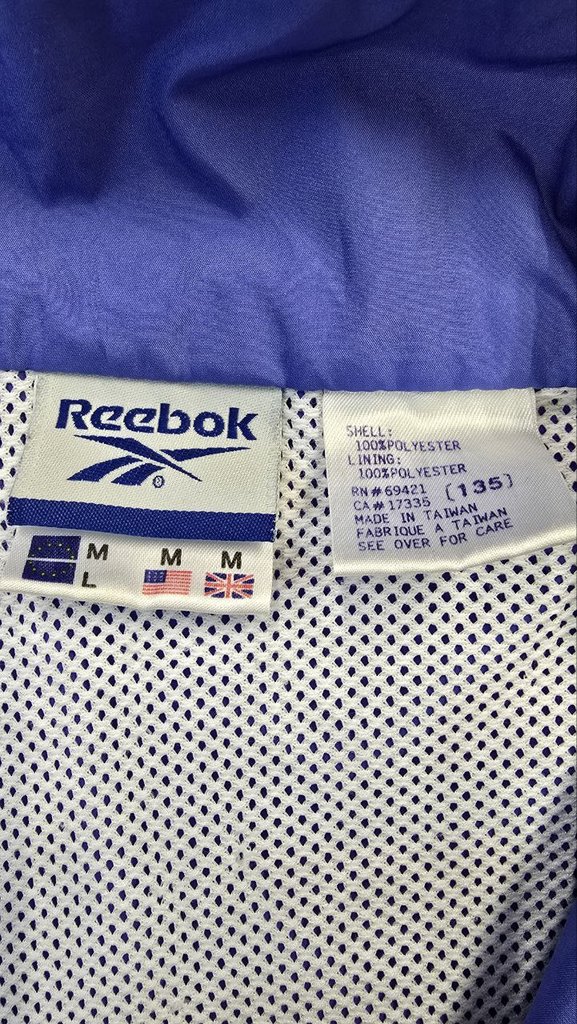 Reebok
®
M
L
M
M
SHELL:
100%POLYESTER
LINING:
100%POLYESTER
RN#69421 (135)
CA#17335
MADE IN TAIWAN
FABRIQUE A TAIWAN
SEE OVER FOR CARE